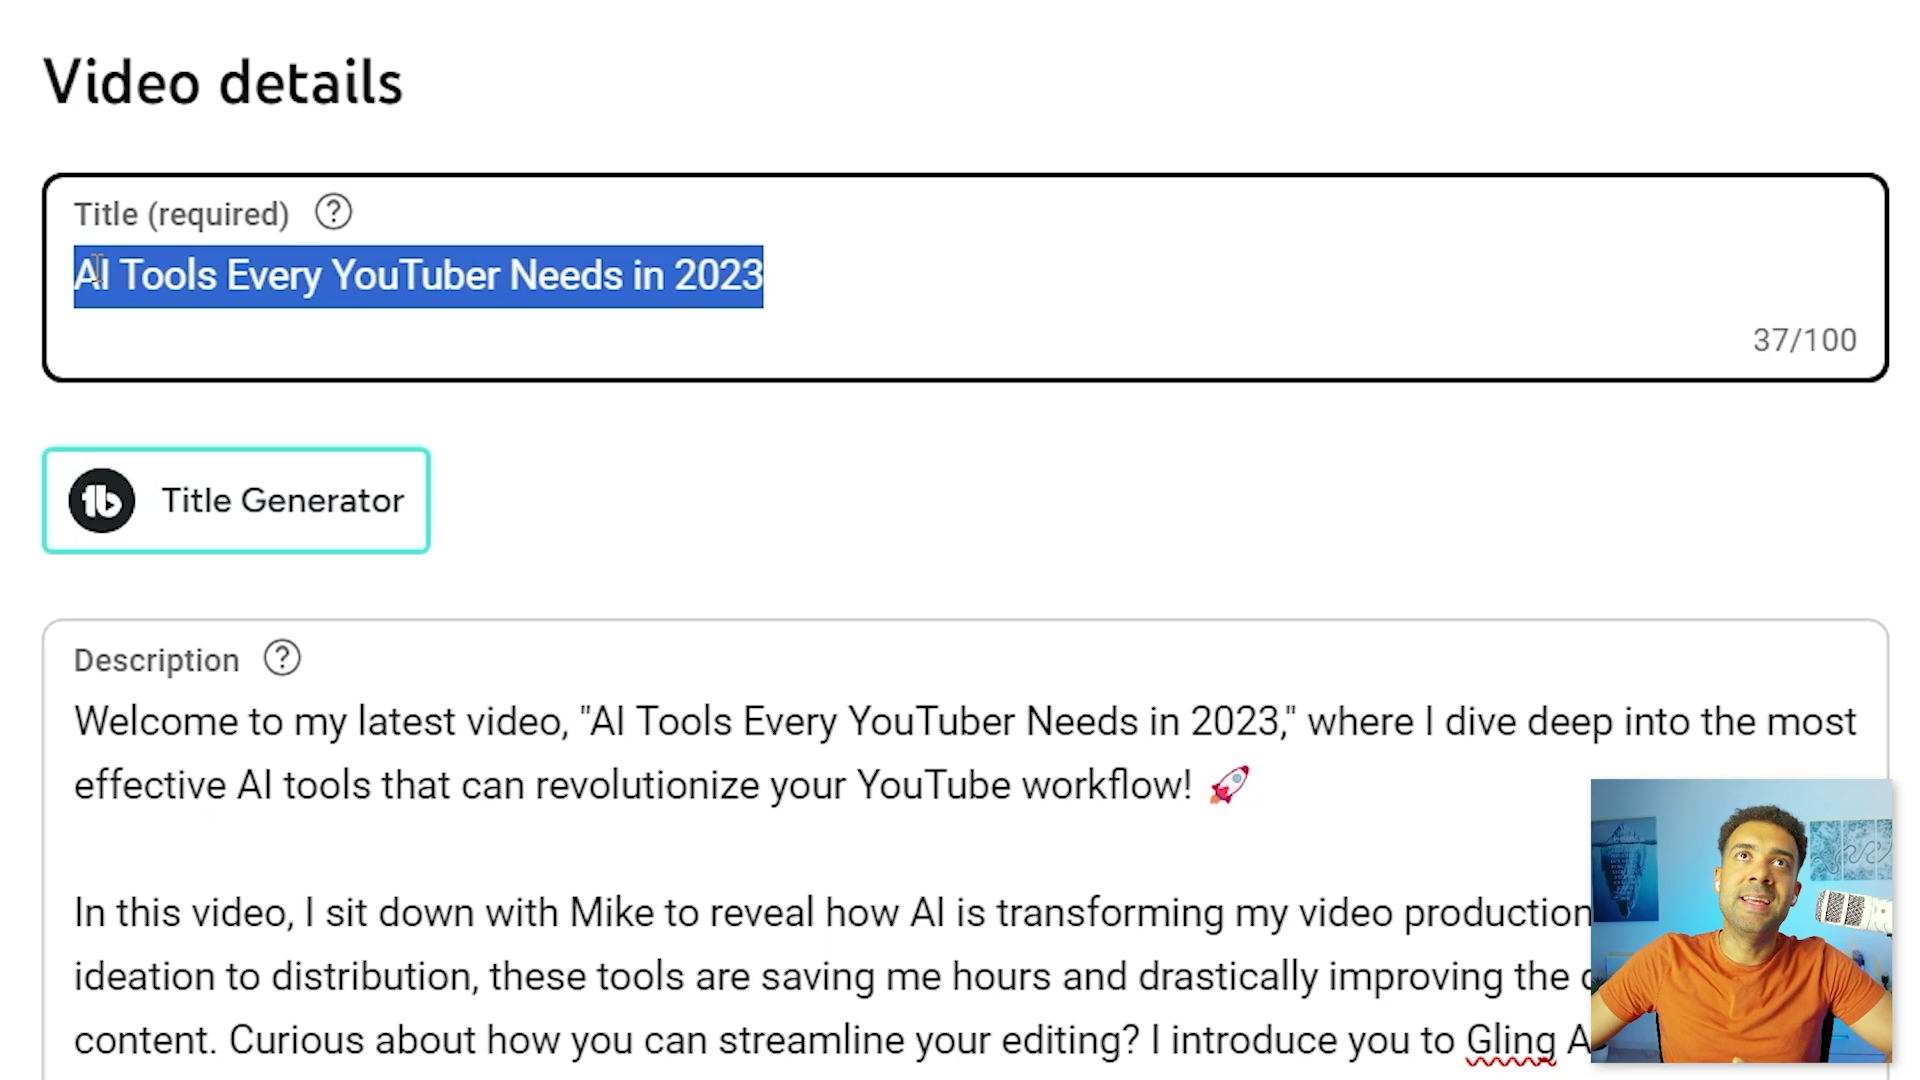 Video details
Title (required)
AI Tools Every YouTuber Needs in 2023
37/100
Title Generator
Description
Welcome to my latest video, "AI Tools Every YouTuber Needs in 2023," where I dive deep into the most
effective AI tools that can revolutionize your YouTube workflow! 🚀
In this video, I sit down with Mike to reveal how AI is transforming my video production
ideation to distribution, these tools are saving me hours and drastically improving the
content. Curious about how you can streamline your editing? I introduce you to Gling